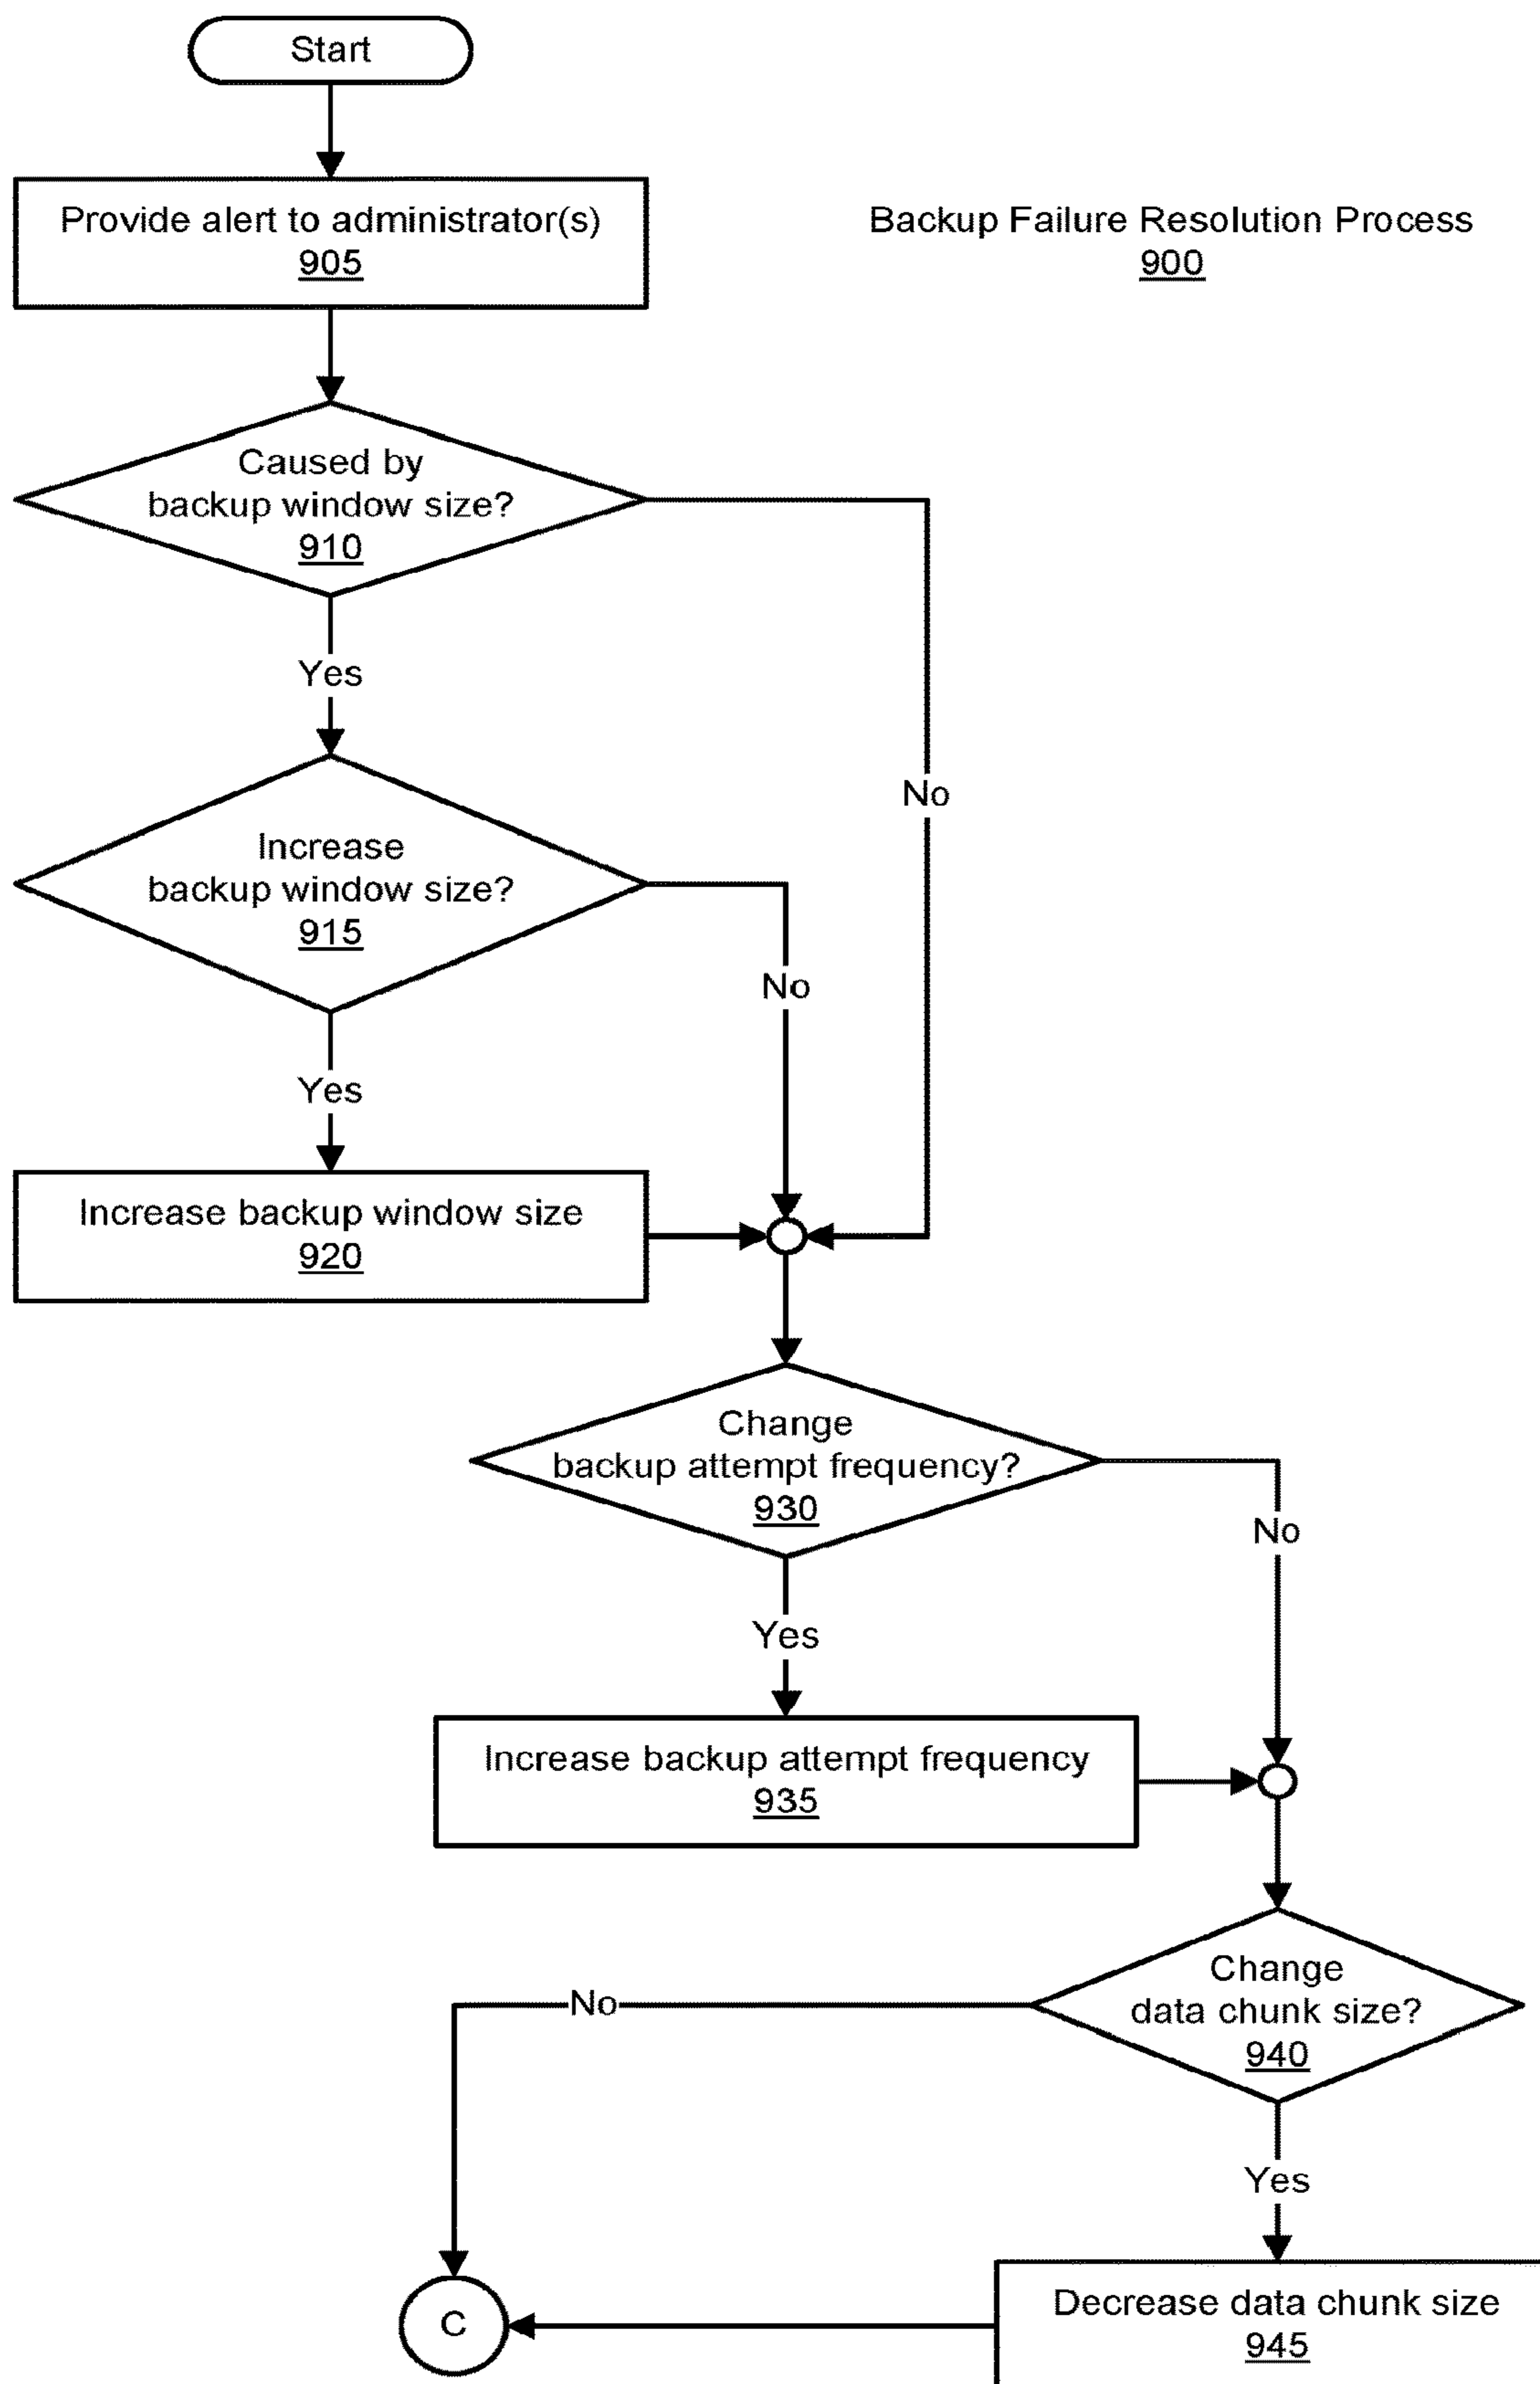 Start
Provide alert to administrator(s)
905
Backup Failure Resolution Process
900
Caused by
backup window size?
910
Yes
No
Increase
backup window size?
915
No
Yes
Increase backup window size
920
Change
backup attempt frequency?
930
No
Yes
Increase backup attempt frequency
935
Change
data chunk size?
940
No
Yes
Decrease data chunk size
945
C